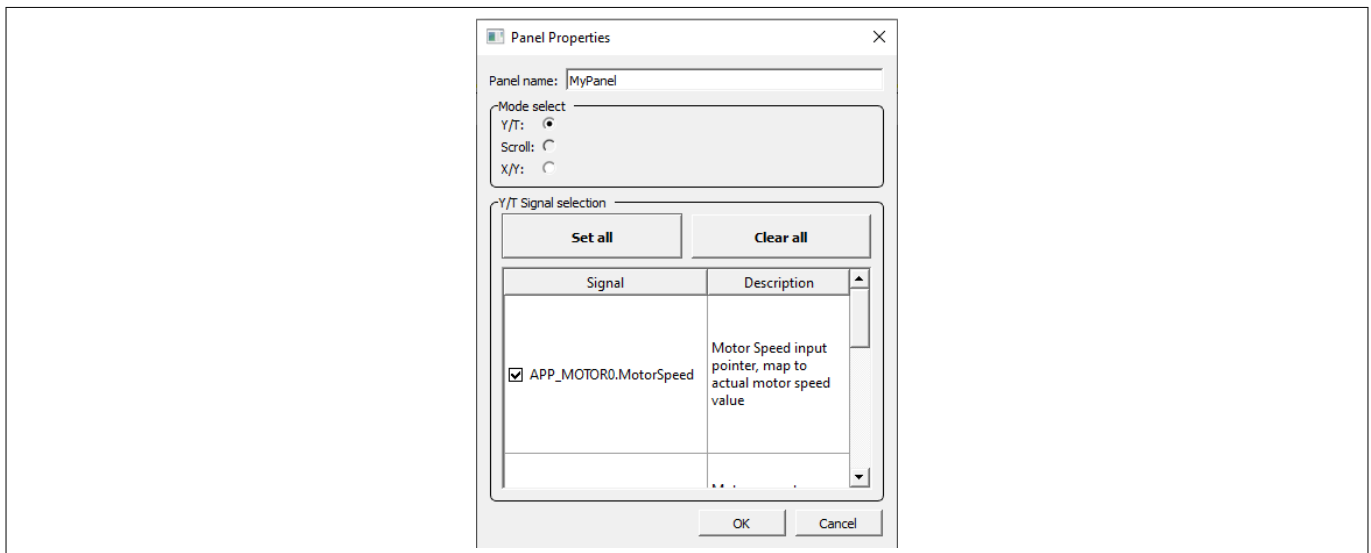 Panel Properties
Panel name: MyPanel
Mode select
Y/T:
Scroll:
X/Y:
Y/T Signal selection
Set all Clear all
Signal Description
APP_MOTOR0.MotorSpeed
Motor Speed input
pointer, map to
actual motor speed
value
OK Cancel